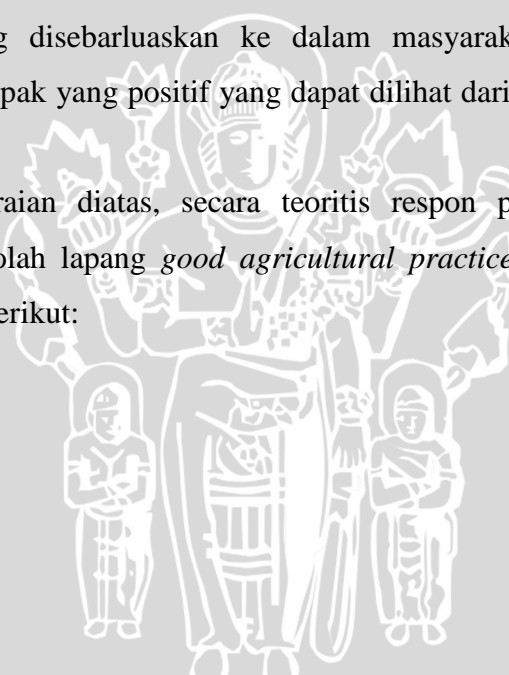 disebarluaskan ke dalam masyarak
pak yang positif yang dapat dilihat dari
raian diatas, secara teoritis respon p
olah lapang good agricultural practice
erikut: